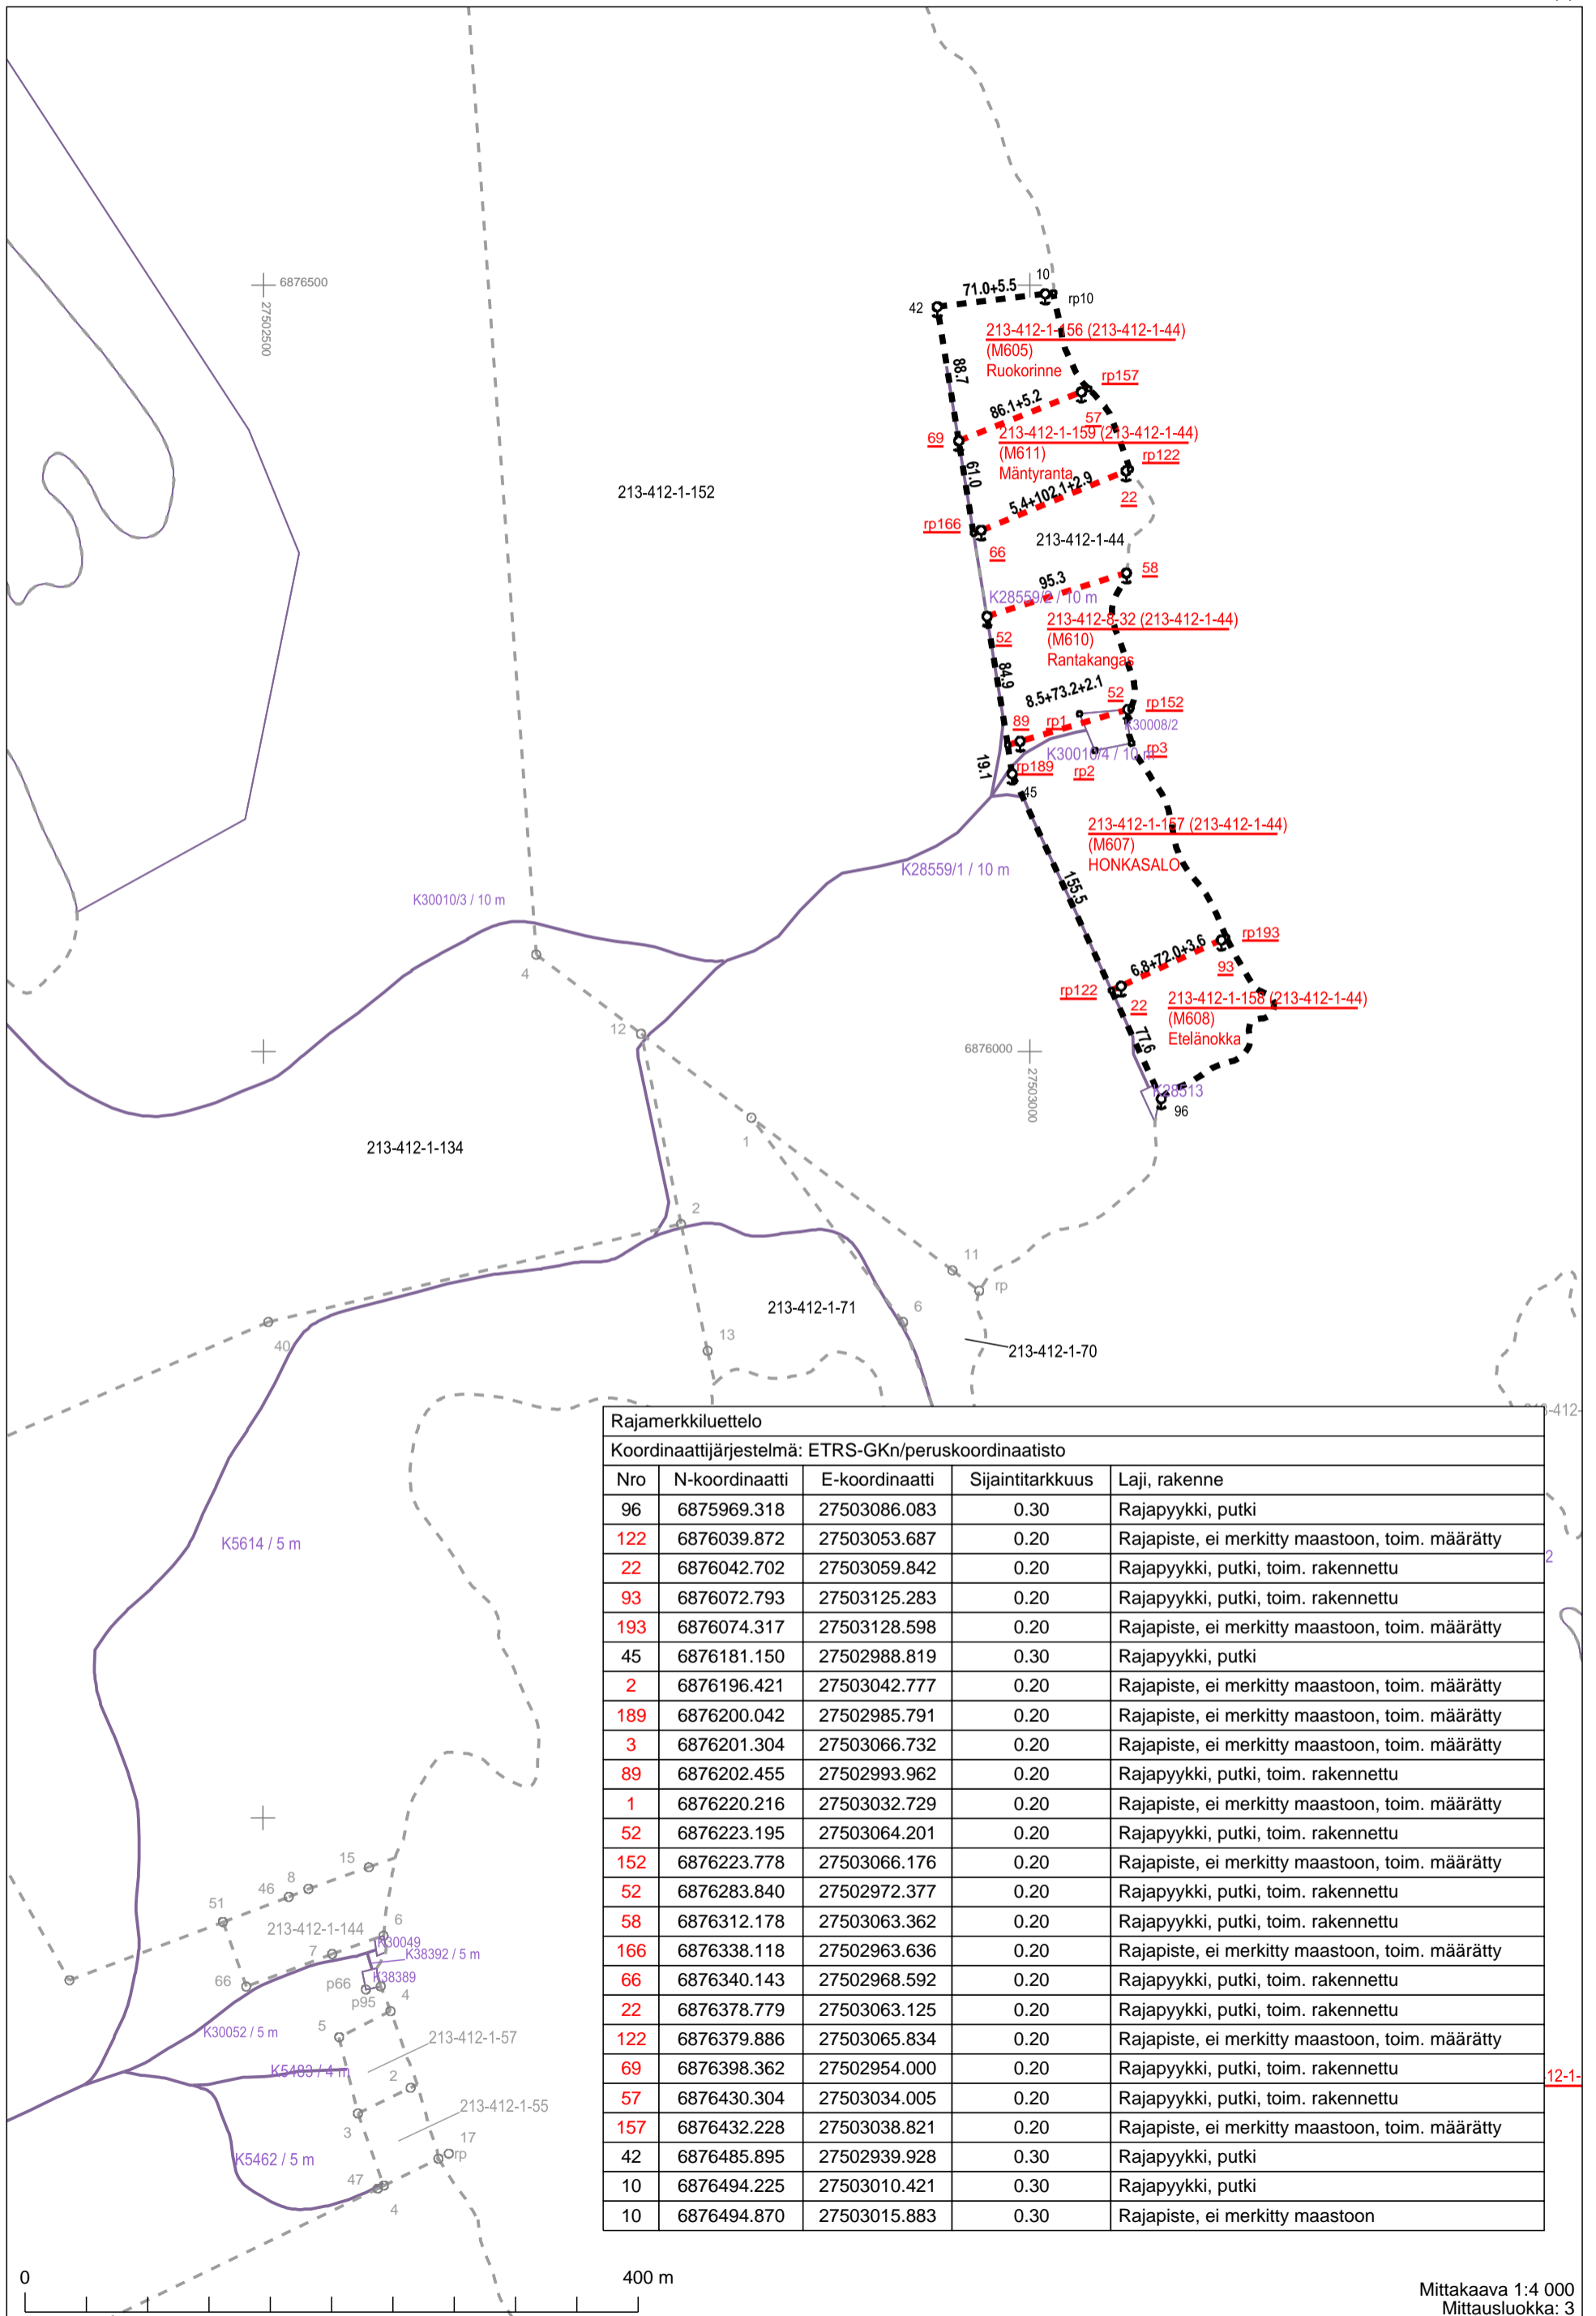 6876500
27502500
10
71.0+5.5
rp10
42
213-412-1-156 (213-412-1-44)
(M605)
Ruokorinne
88.7
rp157
86.1+5.2
57
69
213-412-1-159 (213-412-1-44)
(M611)
Mäntyranta
rp122
61.0
5.4+102.1+2.9
22
213-412-1-152
rp166
66
213-412-1-44
95.3
58
K28559/2 / 10 m
213-412-8-32 (213-412-1-44)
(M610)
Rantakangas
52
84.9
8.5+73.2+2.1
52
rp152
89
rp1
K30008/2
K30010/4 / 10 m
rp3
19.1
rp189
rp2
45
213-412-1-157 (213-412-1-44)
(M607)
HONKASALO
K28559/1 / 10 m
155.5
K30010/3 / 10 m
6.8+72.0+3.6
rp193
93
4
rp122
22
213-412-1-158 (213-412-1-44)
(M608)
Etelänokka
12
77.6
6876000
27503000
K28513
96
1
213-412-1-134
2
11
rp
213-412-1-71
6
40
13
213-412-1-70
Rajamerkkiluettelo
Koordinaattijärjestelmä: ETRS-GKn/peruskoordinaatisto
Nro N-koordinaatti E-koordinaatti Sijaintitarkkuus Laji, rakenne
96 6875969.318 27503086.083 0.30 Rajapyykki, putki
122 6876039.872 27503053.687 0.20 Rajapiste, ei merkitty maastoon, toim. määrätty
22 6876042.702 27503059.842 0.20 Rajapyykki, putki, toim. rakennettu
93 6876072.793 27503125.283 0.20 Rajapyykki, putki, toim. rakennettu
193 6876074.317 27503128.598 0.20 Rajapiste, ei merkitty maastoon, toim. määrätty
45 6876181.150 27502988.819 0.30 Rajapyykki, putki
2 6876196.421 27503042.777 0.20 Rajapiste, ei merkitty maastoon, toim. määrätty
189 6876200.042 27502985.791 0.20 Rajapiste, ei merkitty maastoon, toim. määrätty
3 6876201.304 27503066.732 0.20 Rajapiste, ei merkitty maastoon, toim. määrätty
89 6876202.455 27502993.962 0.20 Rajapyykki, putki, toim. rakennettu
1 6876220.216 27503032.729 0.20 Rajapiste, ei merkitty maastoon, toim. määrätty
52 6876223.195 27503064.201 0.20 Rajapyykki, putki, toim. rakennettu
152 6876223.778 27503066.176 0.20 Rajapiste, ei merkitty maastoon, toim. määrätty
52 6876283.840 27502972.377 0.20 Rajapyykki, putki, toim. rakennettu
58 6876312.178 27503063.362 0.20 Rajapyykki, putki, toim. rakennettu
166 6876338.118 27502963.636 0.20 Rajapiste, ei merkitty maastoon, toim. määrätty
66 6876340.143 27502968.592 0.20 Rajapyykki, putki, toim. rakennettu
22 6876378.779 27503063.125 0.20 Rajapyykki, putki, toim. rakennettu
122 6876379.886 27503065.834 0.20 Rajapiste, ei merkitty maastoon, toim. määrätty
69 6876398.362 27502954.000 0.20 Rajapyykki, putki, toim. rakennettu
57 6876430.304 27503034.005 0.20 Rajapyykki, putki, toim. rakennettu
157 6876432.228 27503038.821 0.20 Rajapiste, ei merkitty maastoon, toim. määrätty
42 6876485.895 27502939.928 0.30 Rajapyykki, putki
10 6876494.225 27503010.421 0.30 Rajapyykki, putki
10 6876494.870 27503015.883 0.30 Rajapiste, ei merkitty maastoon
2
12-1-
K5614 / 5 m
15
8
46
51
213-412-1-144
6
K30049
7
K38392 / 5 m
66
p66
K38389
p95
4
K30052 / 5 m
5
213-412-1-57
K5483 / 4 m
2
213-412-1-55
3
17
rp
K5462 / 5 m
47
4
0
400 m
Mittakaava 1:4 000
Mittausluokka: 3